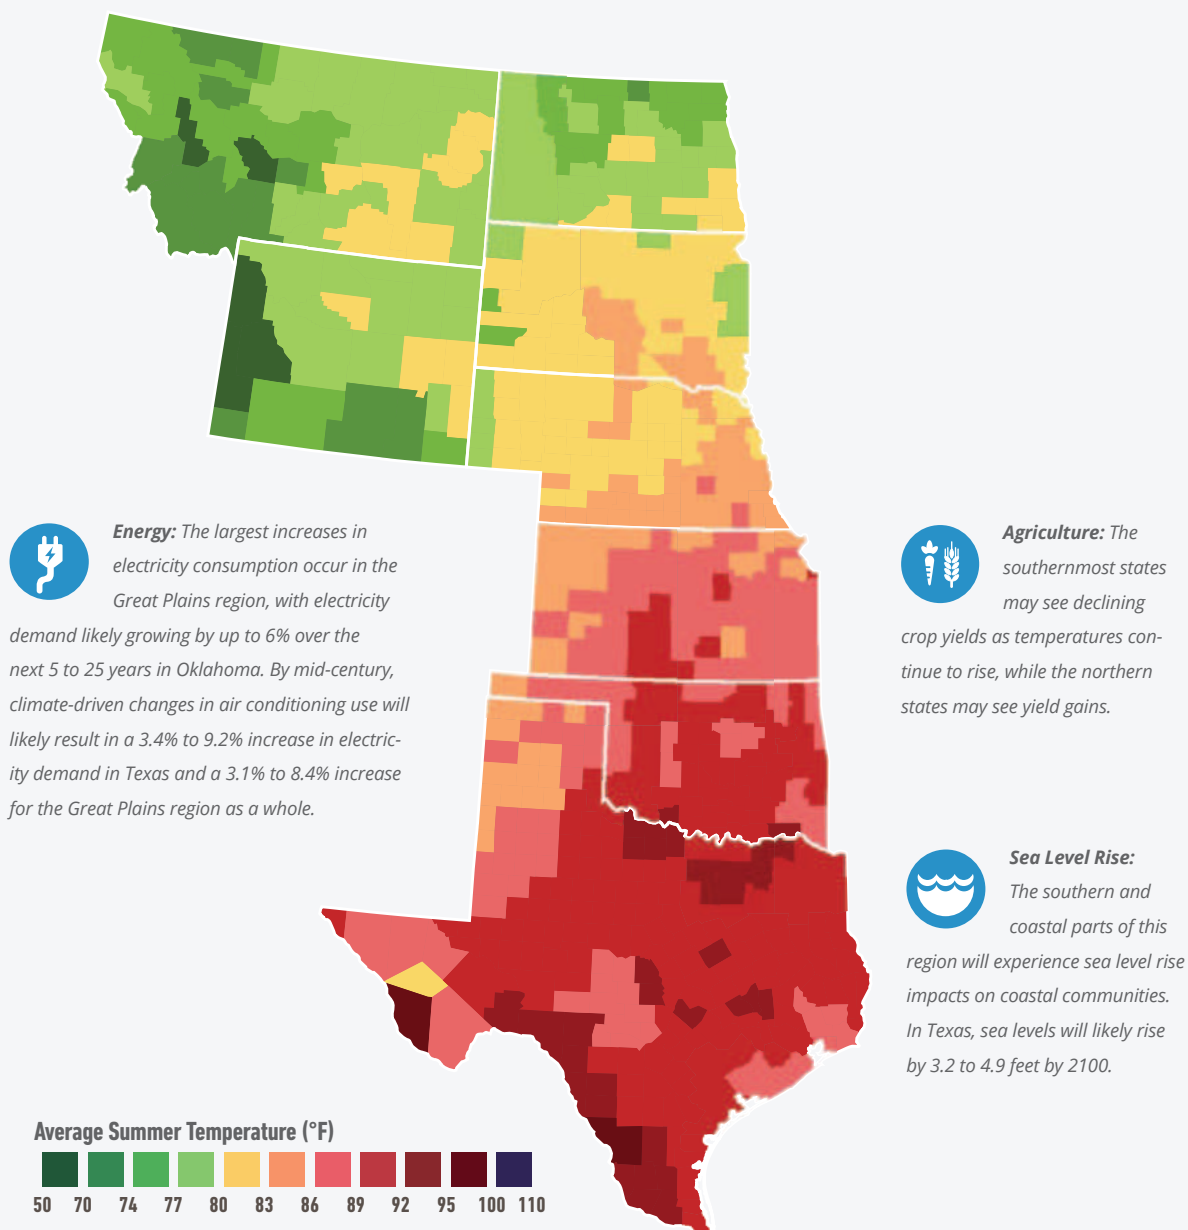 Energy: The largest increases in
electricity consumption occur in the
Great Plains region, with electricity
demand likely growing by up to 6% over the
next 5 to 25 years in Oklahoma. By mid-century,
climate-driven changes in air conditioning use will
likely result in a 3.4% to 9.2% increase in electric-
ity demand in Texas and a 3.1% to 8.4% increase
for the Great Plains region as a whole.
Agriculture: The
southernmost states
may see declining
crop yields as temperatures con-
tinue to rise, while the northern
states may see yield gains.
Sea Level Rise:
The southern and
coastal parts of this
region will experience sea level rise
impacts on coastal communities.
In Texas, sea levels will likely rise
by 3.2 to 4.9 feet by 2100.
Average Summer Temperature (°F)
50 70 74 77 80 83 86 89 92 95 100 110